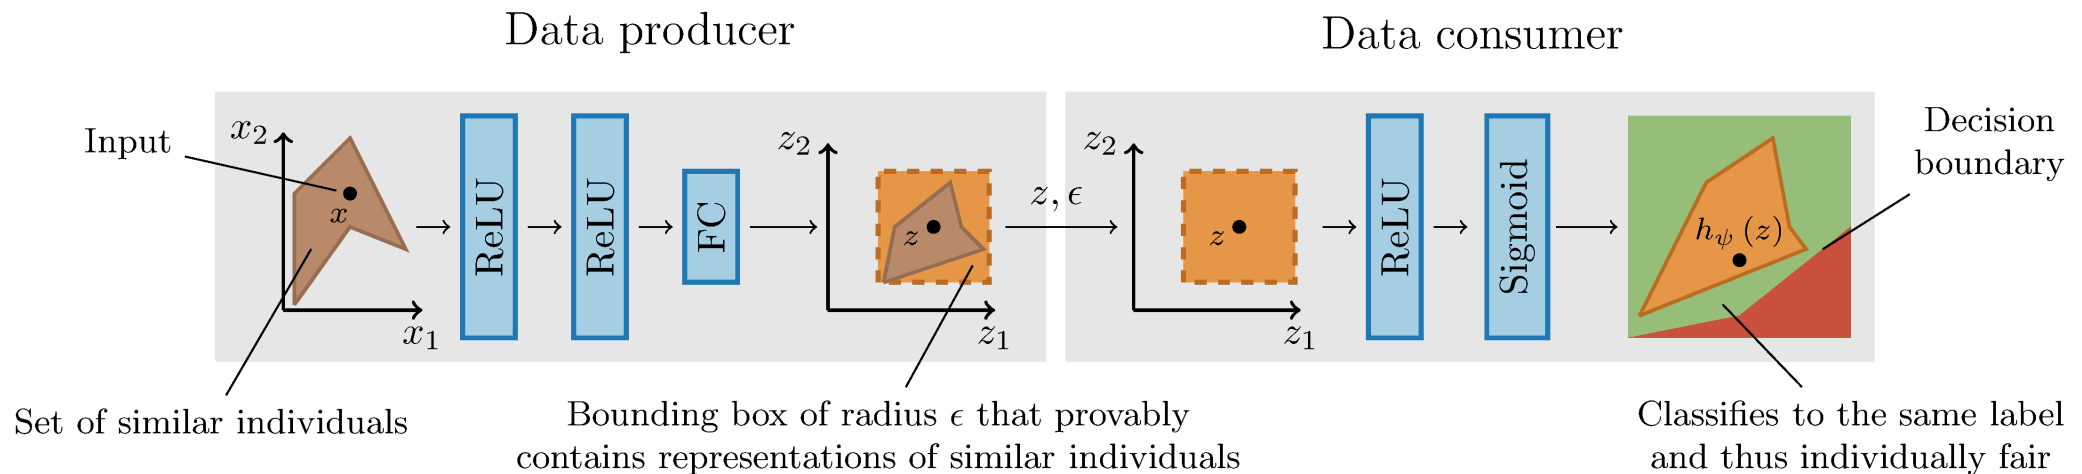 Data producer
Data consumer
Input
x₂
x
x₁
ReLU
ReLU
FC
z₂
z
z₁
z, ϵ
z₂
z
z₁
ReLU
Sigmoid
h_ψ (z)
Decision
boundary
Set of similar individuals
Bounding box of radius ϵ that provably
contains representations of similar individuals
Classifies to the same label
and thus individually fair